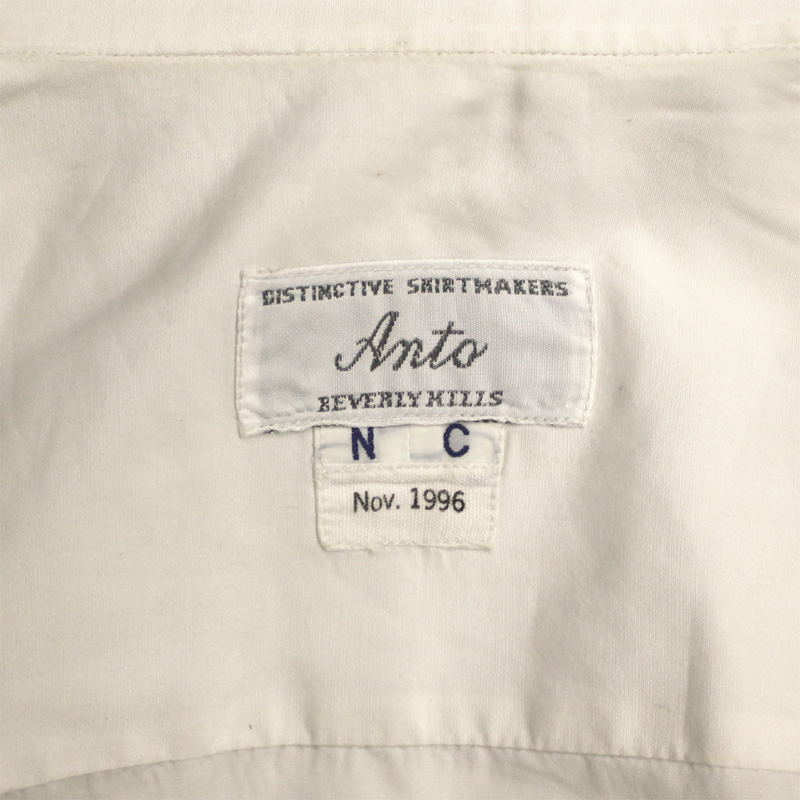 DISTINCTIVE SHIRTMAKERS
Anto
BEVERLY HILLS
N C
Nov. 1996